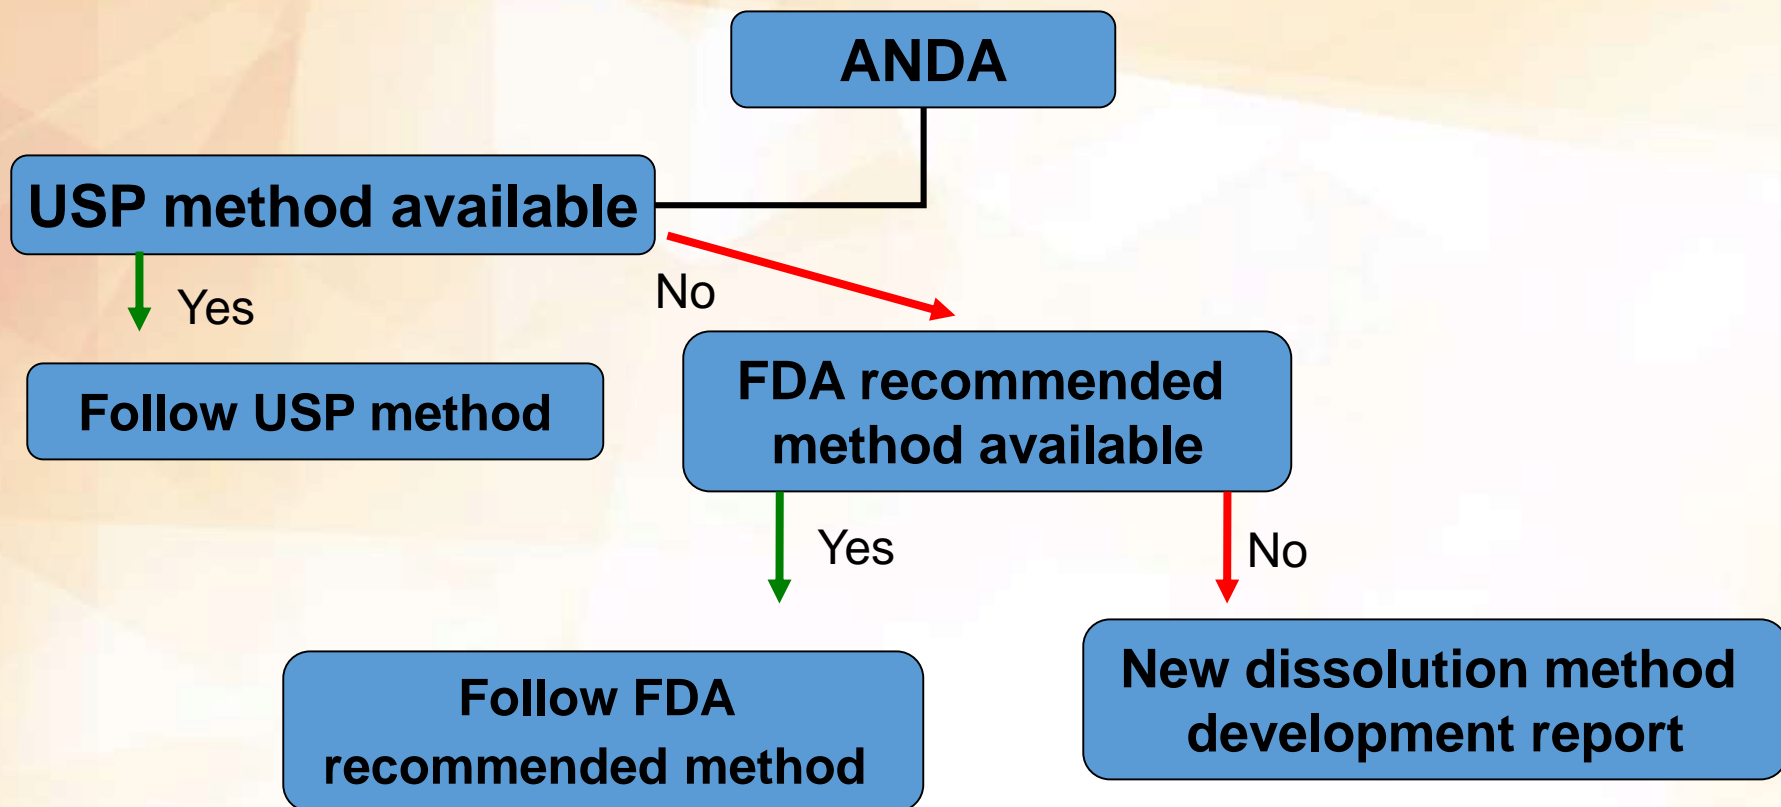 ANDA
USP method available
Yes
No
Follow USP method
FDA recommended
method available
Yes
No
Follow FDA
recommended method
New dissolution method
development report